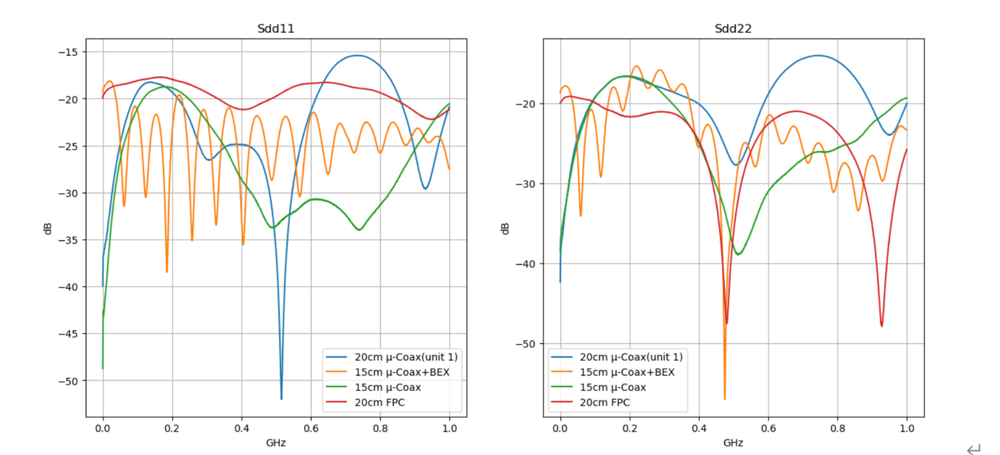 Sdd11
−15
−20
−25
−30
−35
−40
−45
−50
dB
0.0 0.2 0.4 0.6 0.8 1.0
GHz
20cm μ-Coax(unit 1)
15cm μ-Coax+BEX
15cm μ-Coax
20cm FPC
Sdd22
−20
−30
−40
−50
dB
0.0 0.2 0.4 0.6 0.8 1.0
GHz
20cm μ-Coax(unit 1)
15cm μ-Coax+BEX
15cm μ-Coax
20cm FPC